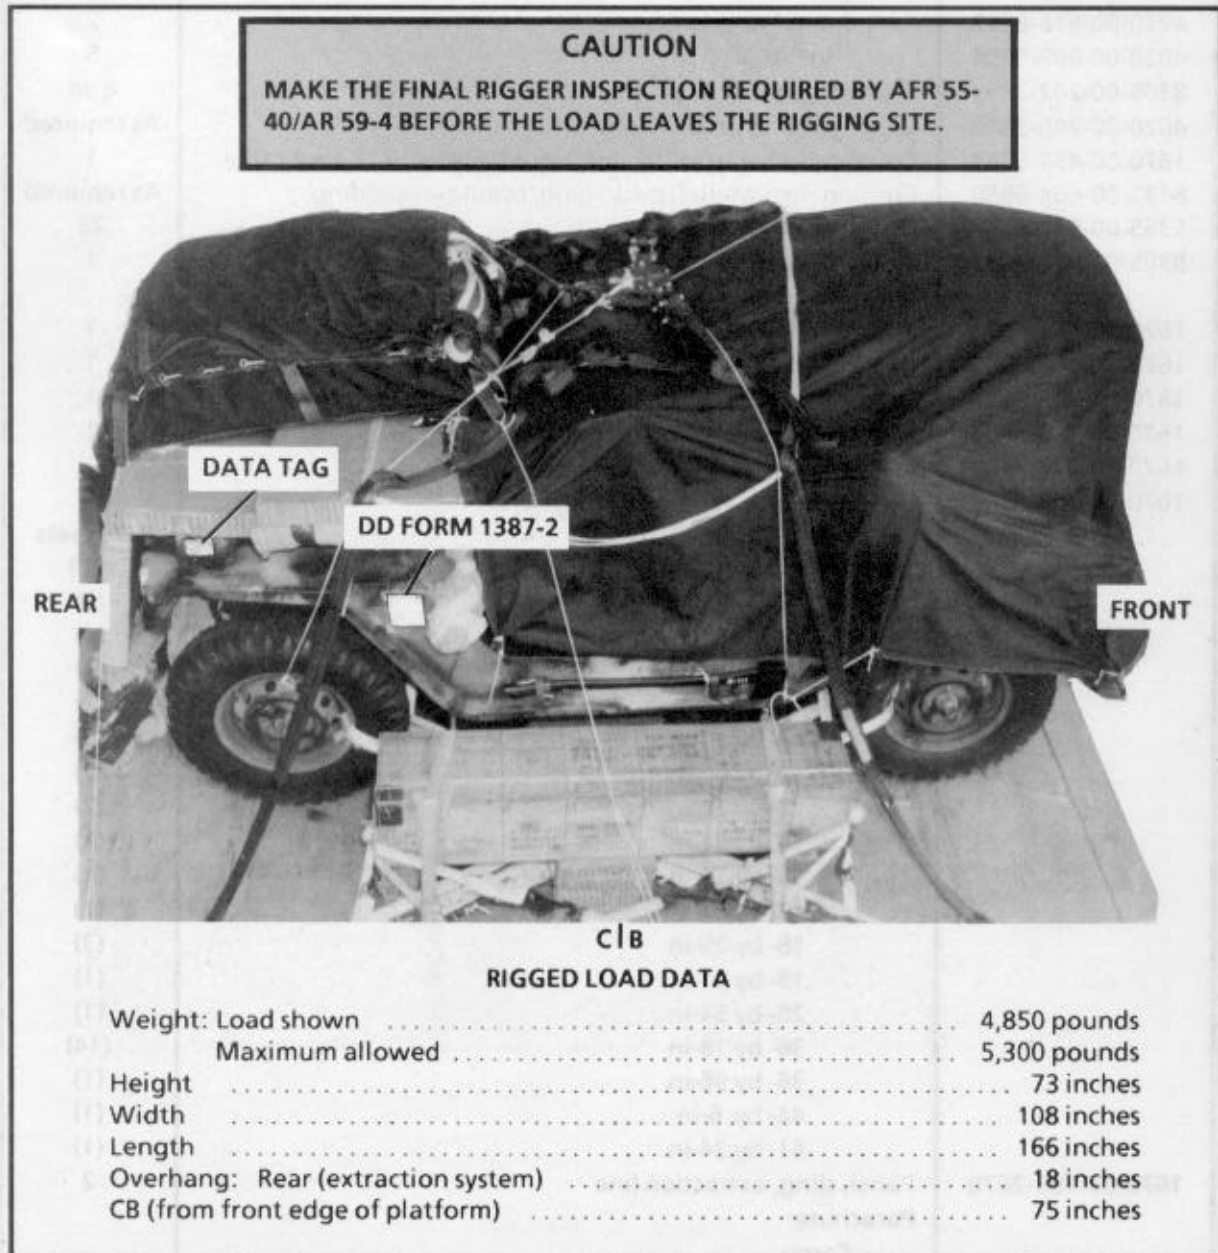 CAUTION
MAKE THE FINAL RIGGER INSPECTION REQUIRED BY AFR 55-
40/AR 59-4 BEFORE THE LOAD LEAVES THE RIGGING SITE.
DATA TAG
DD FORM 1387-2
REAR
FRONT
C|B
RIGGED LOAD DATA
Weight: Load shown ........ 4,850 pounds
Maximum allowed ........ 5,300 pounds
Height ........ 73 inches
Width ........ 108 inches
Length ........ 166 inches
Overhang: Rear (extraction system) ........ 18 inches
CB (from front edge of platform) ........ 75 inches